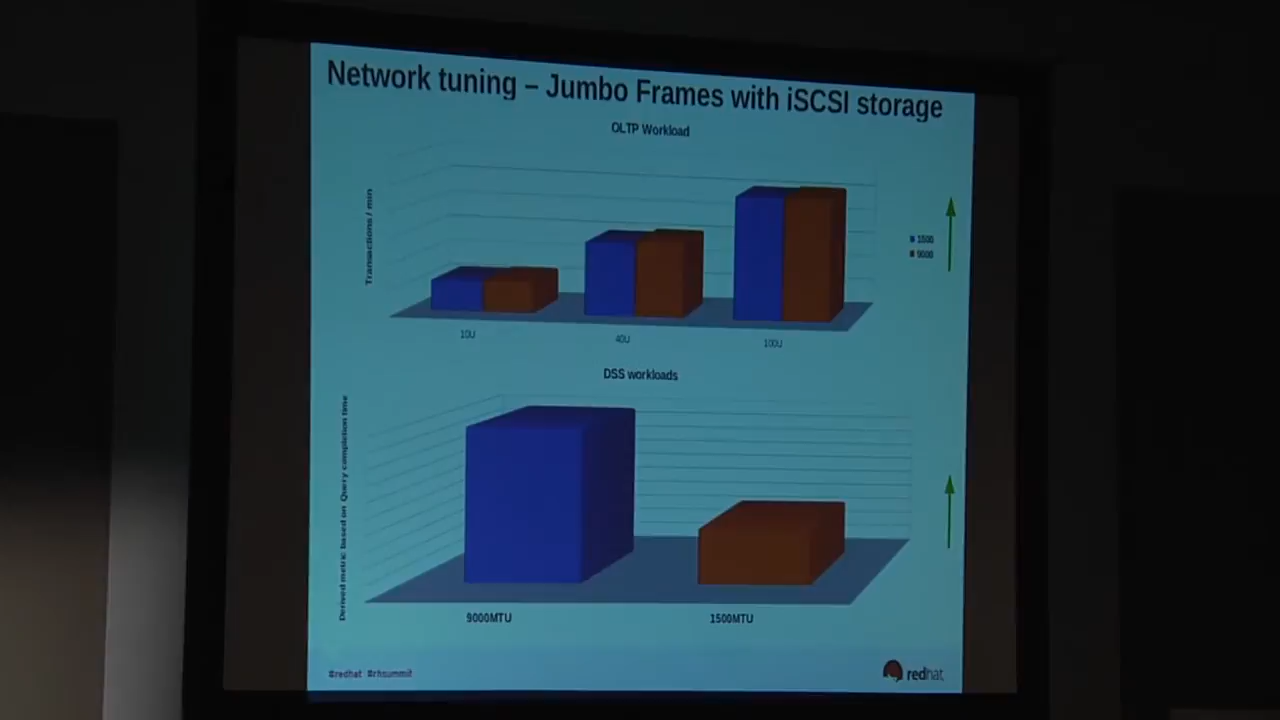 Network tuning – Jumbo Frames with iSCSI storage
OLTP Workload
Transactions / min
1500
9000
10U
40U
100U
DSS workloads
Derived metric based on Query completion time
9000MTU
1500MTU
#redhat #rhsummit
redhat